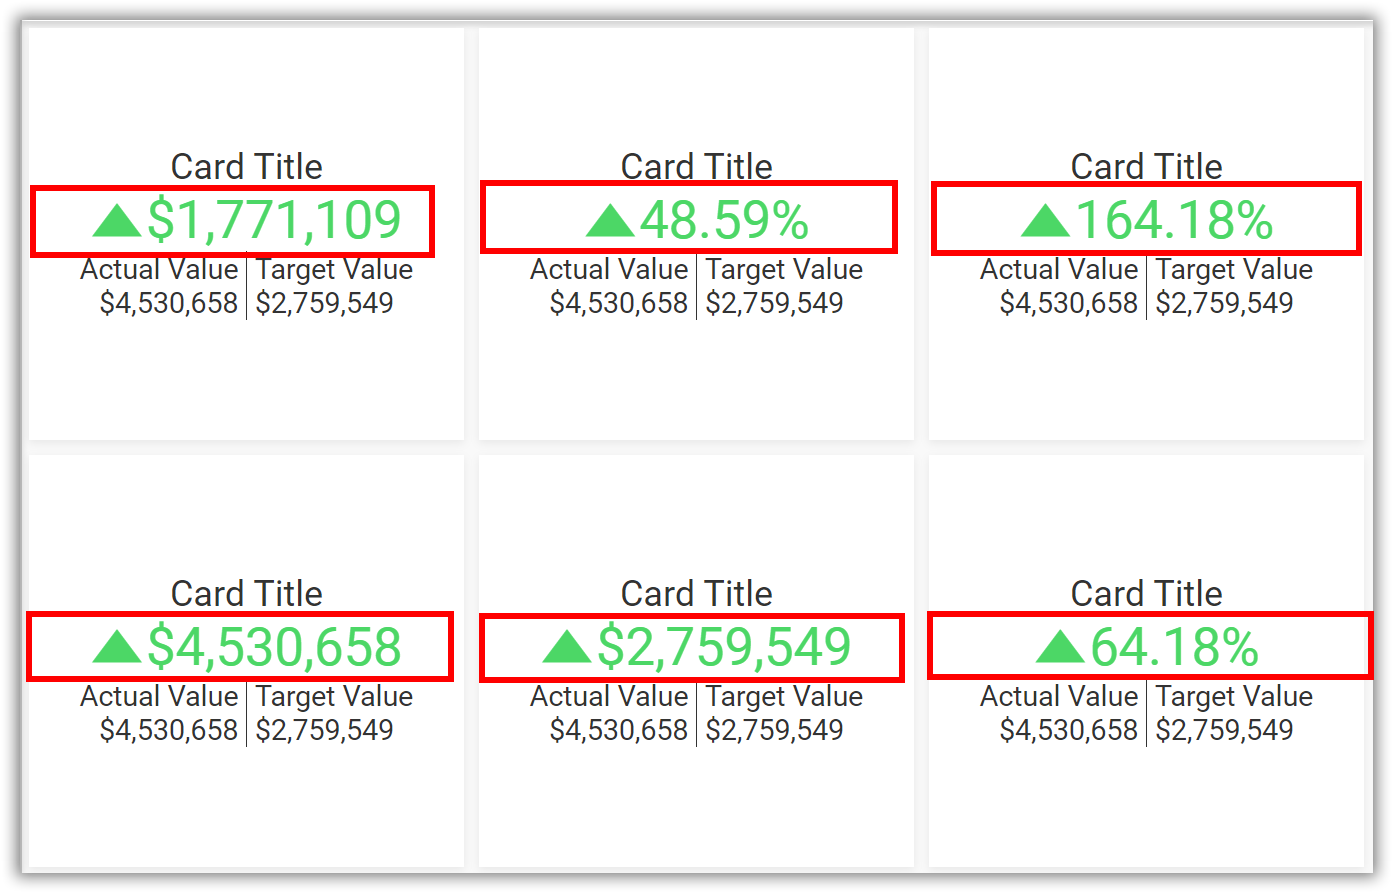 Card Title
$1,771,109
Actual Value Target Value
$4,530,658 $2,759,549
Card Title
48.59%
Actual Value Target Value
$4,530,658 $2,759,549
Card Title
164.18%
Actual Value Target Value
$4,530,658 $2,759,549
Card Title
$4,530,658
Actual Value Target Value
$4,530,658 $2,759,549
Card Title
$2,759,549
Actual Value Target Value
$4,530,658 $2,759,549
Card Title
64.18%
Actual Value Target Value
$4,530,658 $2,759,549